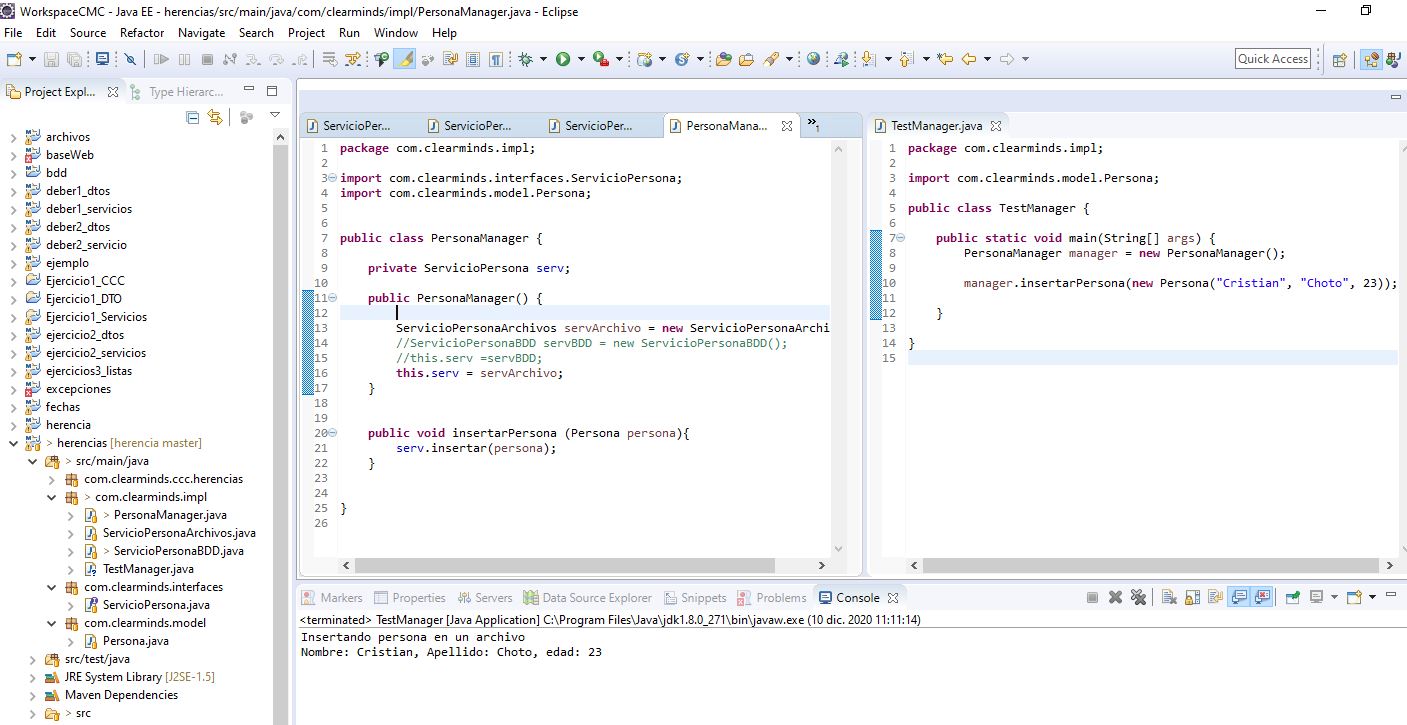 WorkspaceCMC - Java EE - herencias/src/main/java/com/clearminds/impl/PersonaManager.java - Eclipse
File Edit Source Refactor Navigate Search Project Run Window Help
Quick Access
Project Expl...
Type Hierarc...
archivos
baseWeb
bdd
deber1_dtos
deber1_servicios
deber2_dtos
deber2_servicio
ejemplo
Ejercicio1_CCC
Ejercicio1_DTO
Ejercicio1_Servicios
ejercicio2_dtos
ejercicio2_servicios
ejercicios3_listas
excepciones
fechas
herencia
> herencias [herencia master]
> src/main/java
com.clearminds.ccc.herencias
> com.clearminds.impl
> PersonaManager.java
ServicioPersonaArchivos.java
> ServicioPersonaBDD.java
TestManager.java
com.clearminds.interfaces
ServicioPersona.java
com.clearminds.model
Persona.java
src/test/java
JRE System Library [J2SE-1.5]
Maven Dependencies
> src
ServicioPer...
ServicioPer...
ServicioPer...
PersonaMana...
»1
1 package com.clearminds.impl;
2
3 import com.clearminds.interfaces.ServicioPersona;
4 import com.clearminds.model.Persona;
5
6
7 public class PersonaManager {
8
9 private ServicioPersona serv;
10
11 public PersonaManager() {
12
13 ServicioPersonaArchivos servArchivo = new ServicioPersonaArchi
14 //ServicioPersonaBDD servBDD = new ServicioPersonaBDD();
15 //this.serv =servBDD;
16 this.serv = servArchivo;
17 }
18
19
20 public void insertarPersona (Persona persona){
21 serv.insertar(persona);
22 }
23
24
25 }
26
TestManager.java
1 package com.clearminds.impl;
2
3 import com.clearminds.model.Persona;
4
5 public class TestManager {
6
7 public static void main(String[] args) {
8 PersonaManager manager = new PersonaManager();
9
10 manager.insertarPersona(new Persona("Cristian", "Choto", 23));
11
12 }
13
14 }
15
Markers Properties Servers Data Source Explorer Snippets Problems Console
<terminated> TestManager [Java Application] C:\Program Files\Java\jdk1.8.0_271\bin\javaw.exe (10 dic. 2020 11:11:14)
Insertando persona en un archivo
Nombre: Cristian, Apellido: Choto, edad: 23